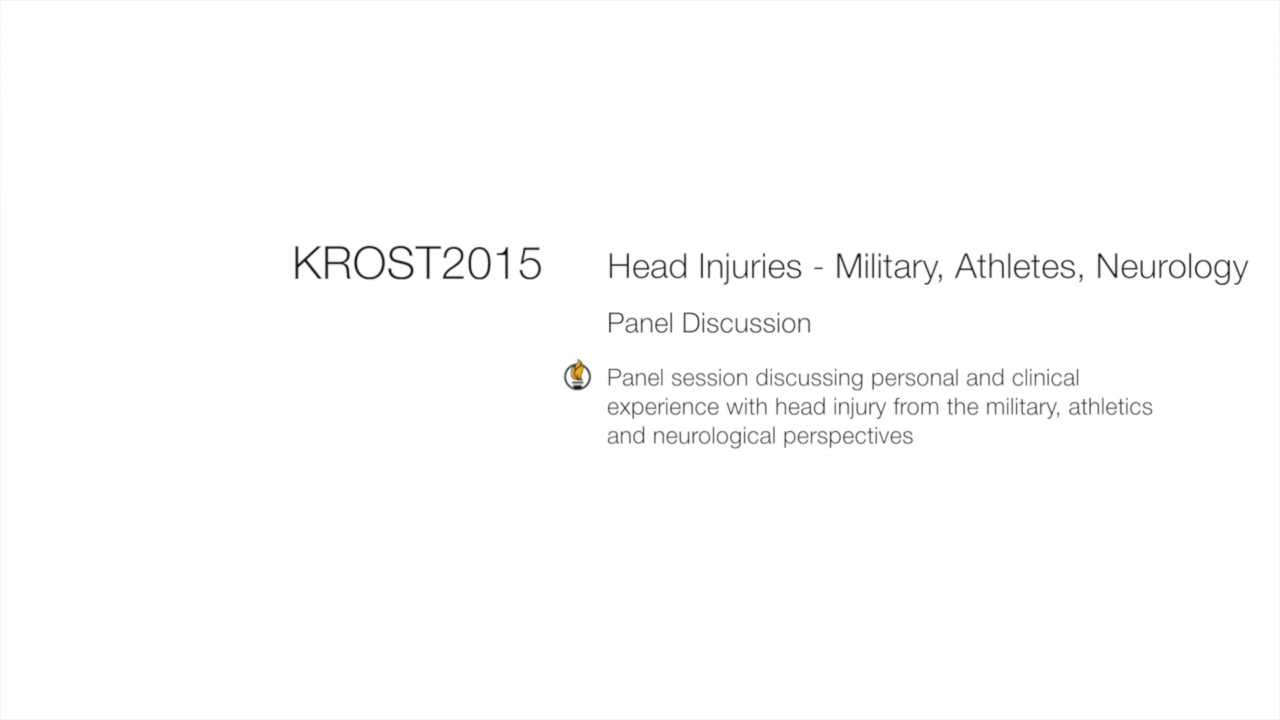 KROST2015
Head Injuries - Military, Athletes, Neurology
Panel Discussion
Panel session discussing personal and clinical
experience with head injury from the military, athletics
and neurological perspectives